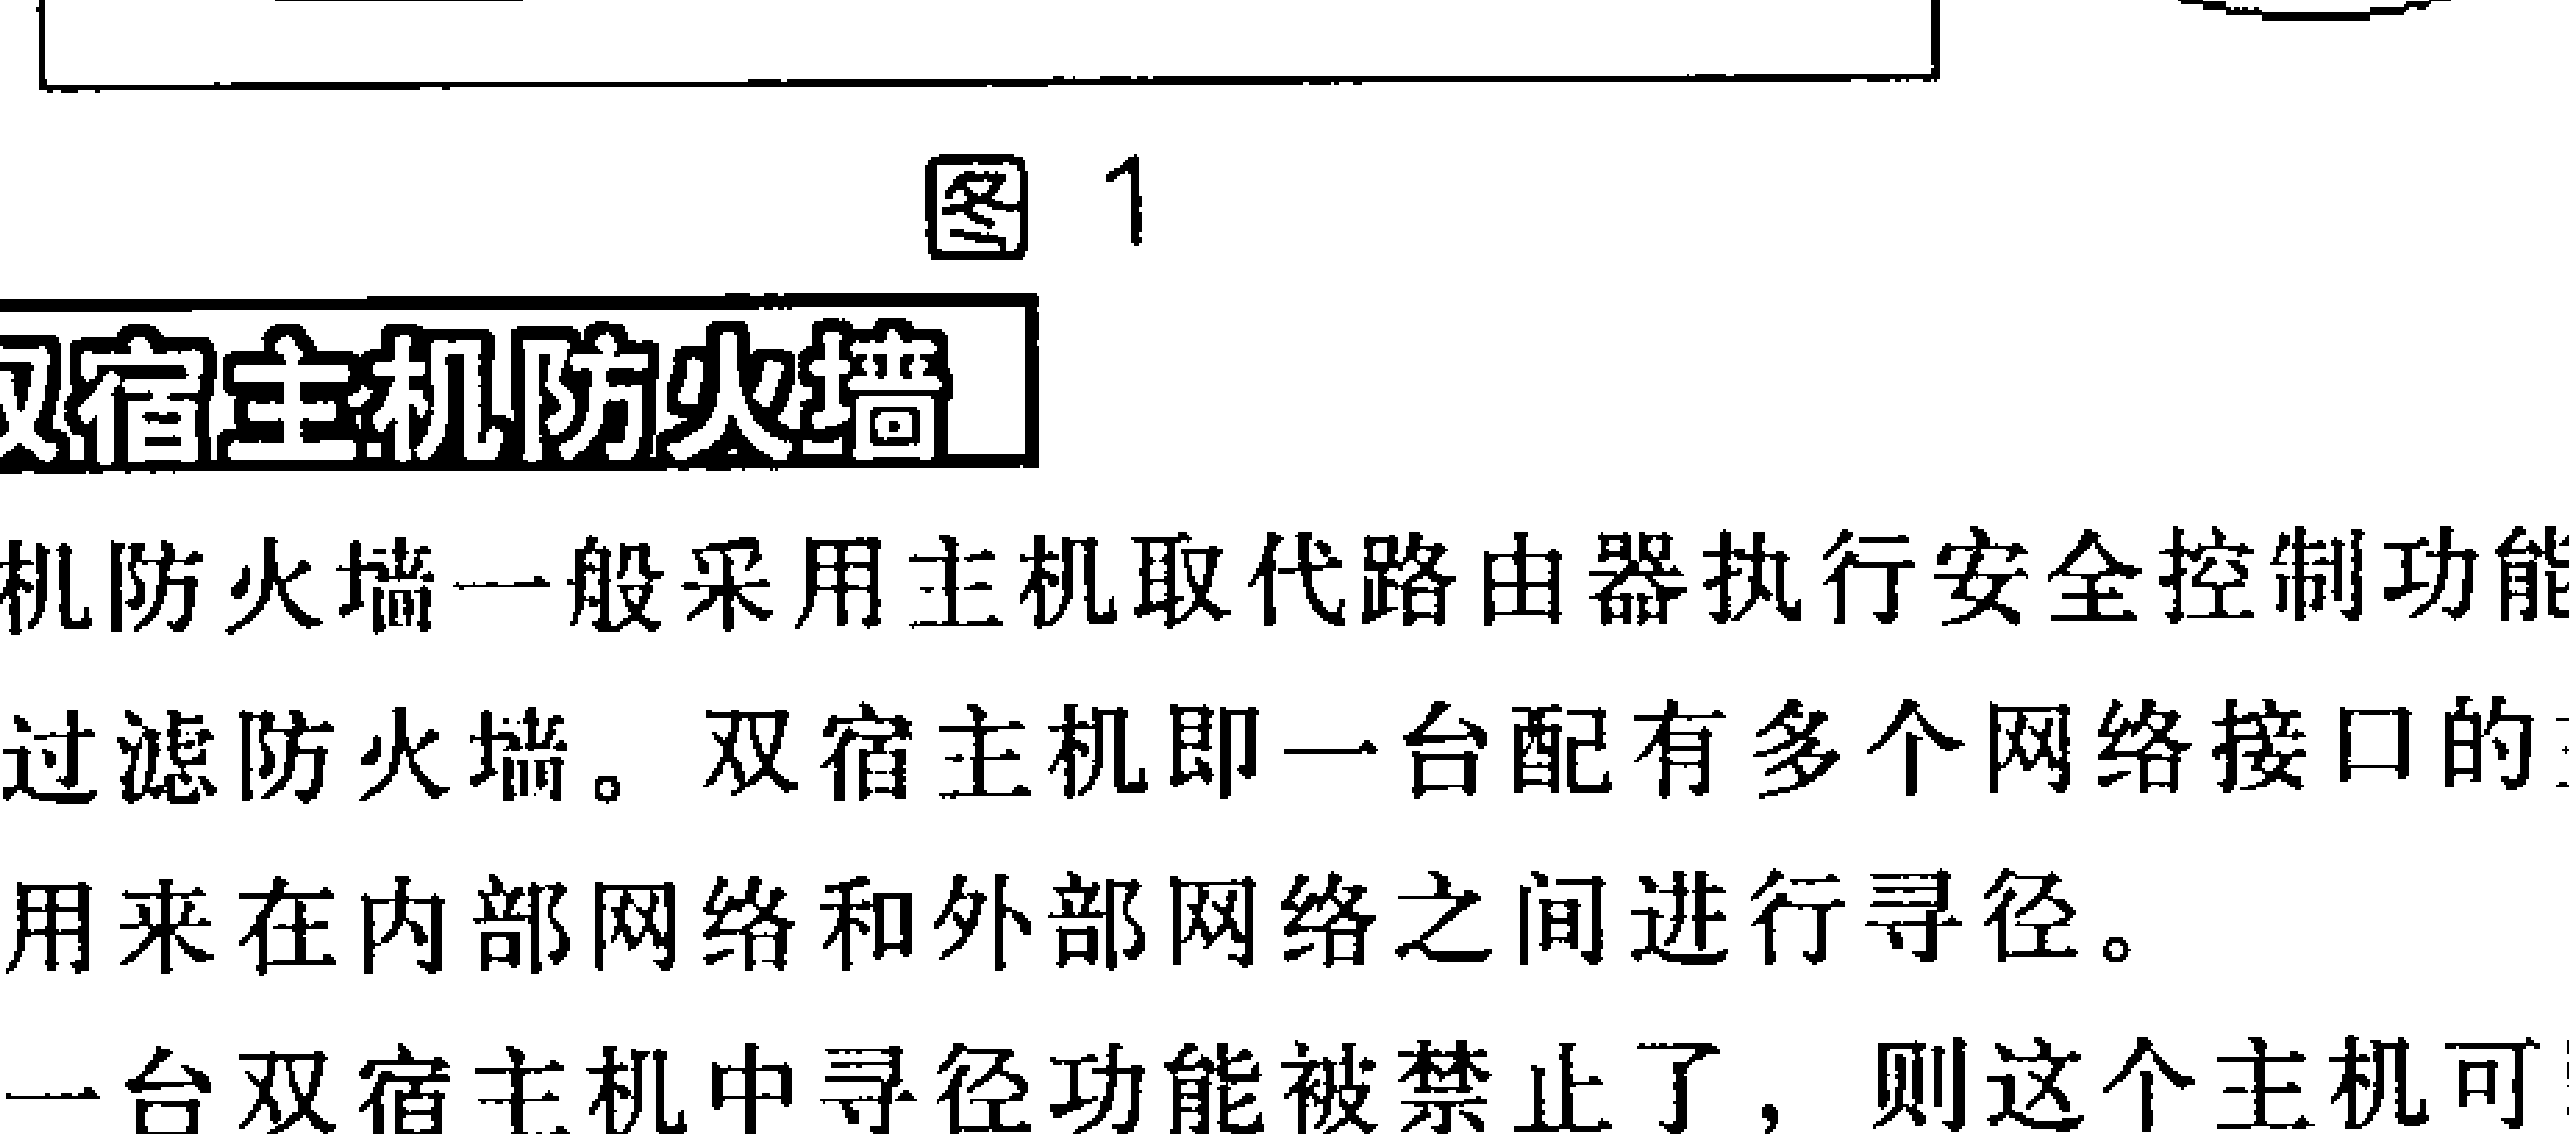 图 1
双宿主机防火墙
机防火墙一般采用主机取代路由器执行安全控制功能
过滤防火墙。双宿主机即一台配有多个网络接口的
用来在内部网络和外部网络之间进行寻径。
一台双宿主机中寻径功能被禁止了，则这个主机可